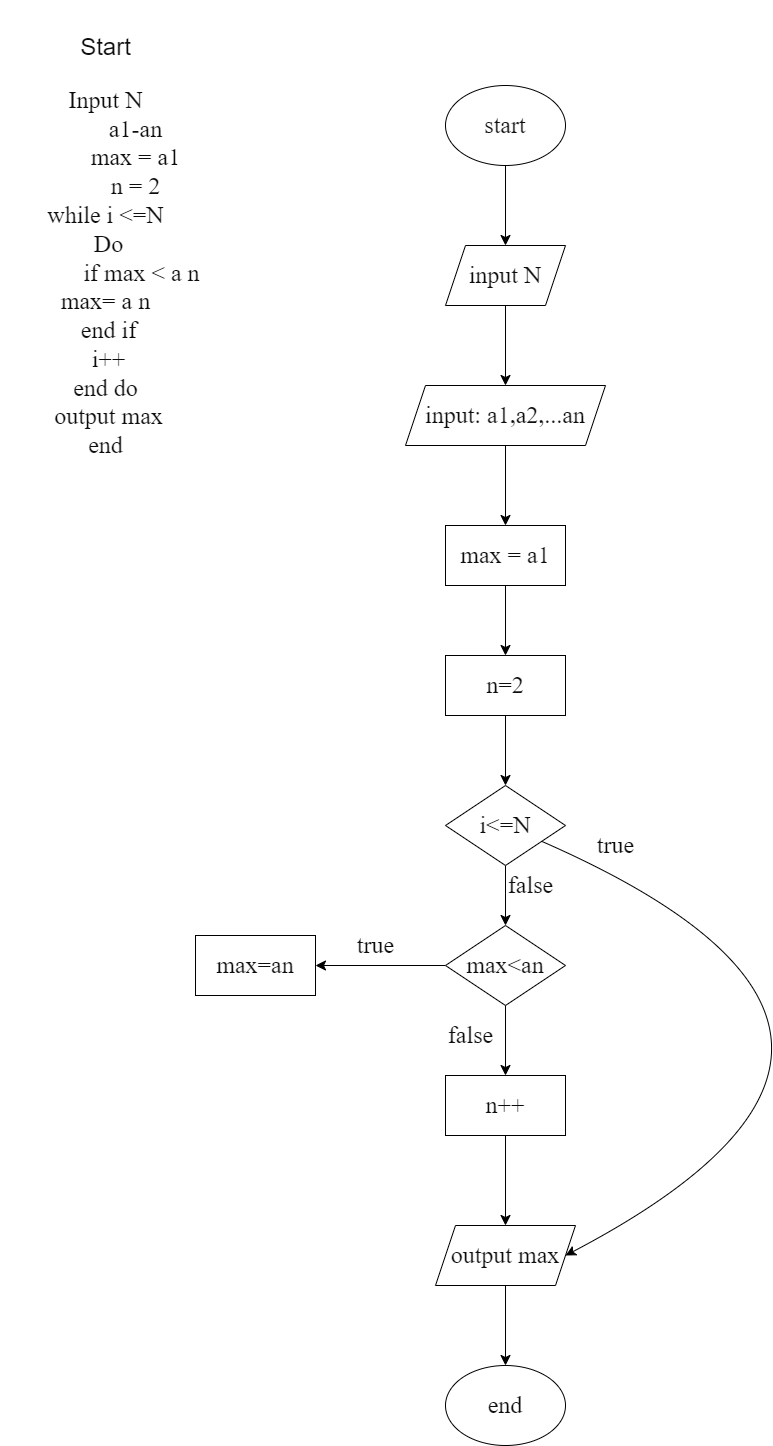 Start
Input N
a1-an
max = a1
n = 2
while i <=N
Do
if max < a n
max= a n
end if
i++
end do
output max
end
start
input N
input: a1,a2,...an
max = a1
n=2
i<=N
true
false
max<an
true
max=an
false
n++
output max
end